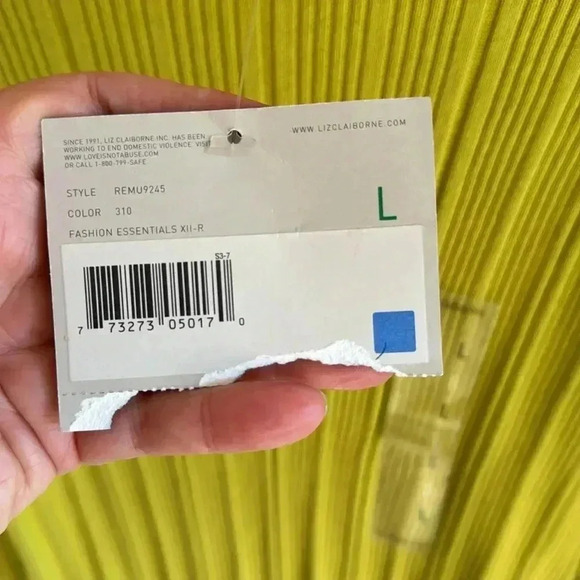 SINCE 1991, LIZ CLAIBORNE INC. HAS BEEN
WORKING TO END DOMESTIC VIOLENCE. VISIT
WWW.LOVEISNOTABUSE.COM
OR CALL 1-800-799-SAFE
WWW.LIZCLAIBORNE.COM
STYLE REMU9245
COLOR 310
L
FASHION ESSENTIALS XII-R
S3-7
7 73273 05017 0